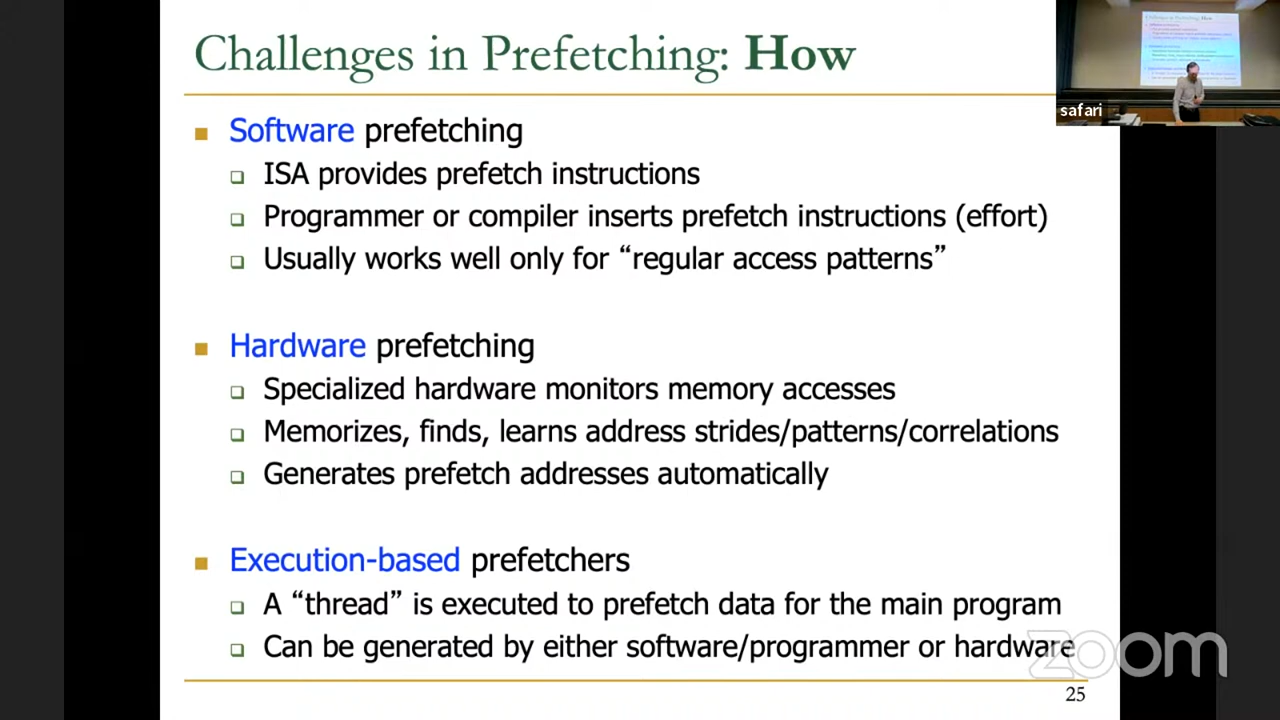 Challenges in Prefetching: How
safari
Software prefetching
ISA provides prefetch instructions
Programmer or compiler inserts prefetch instructions (effort)
Usually works well only for “regular access patterns”
Hardware prefetching
Specialized hardware monitors memory accesses
Memorizes, finds, learns address strides/patterns/correlations
Generates prefetch addresses automatically
Execution-based prefetchers
A “thread” is executed to prefetch data for the main program
Can be generated by either software/programmer or hardware
zoom
25